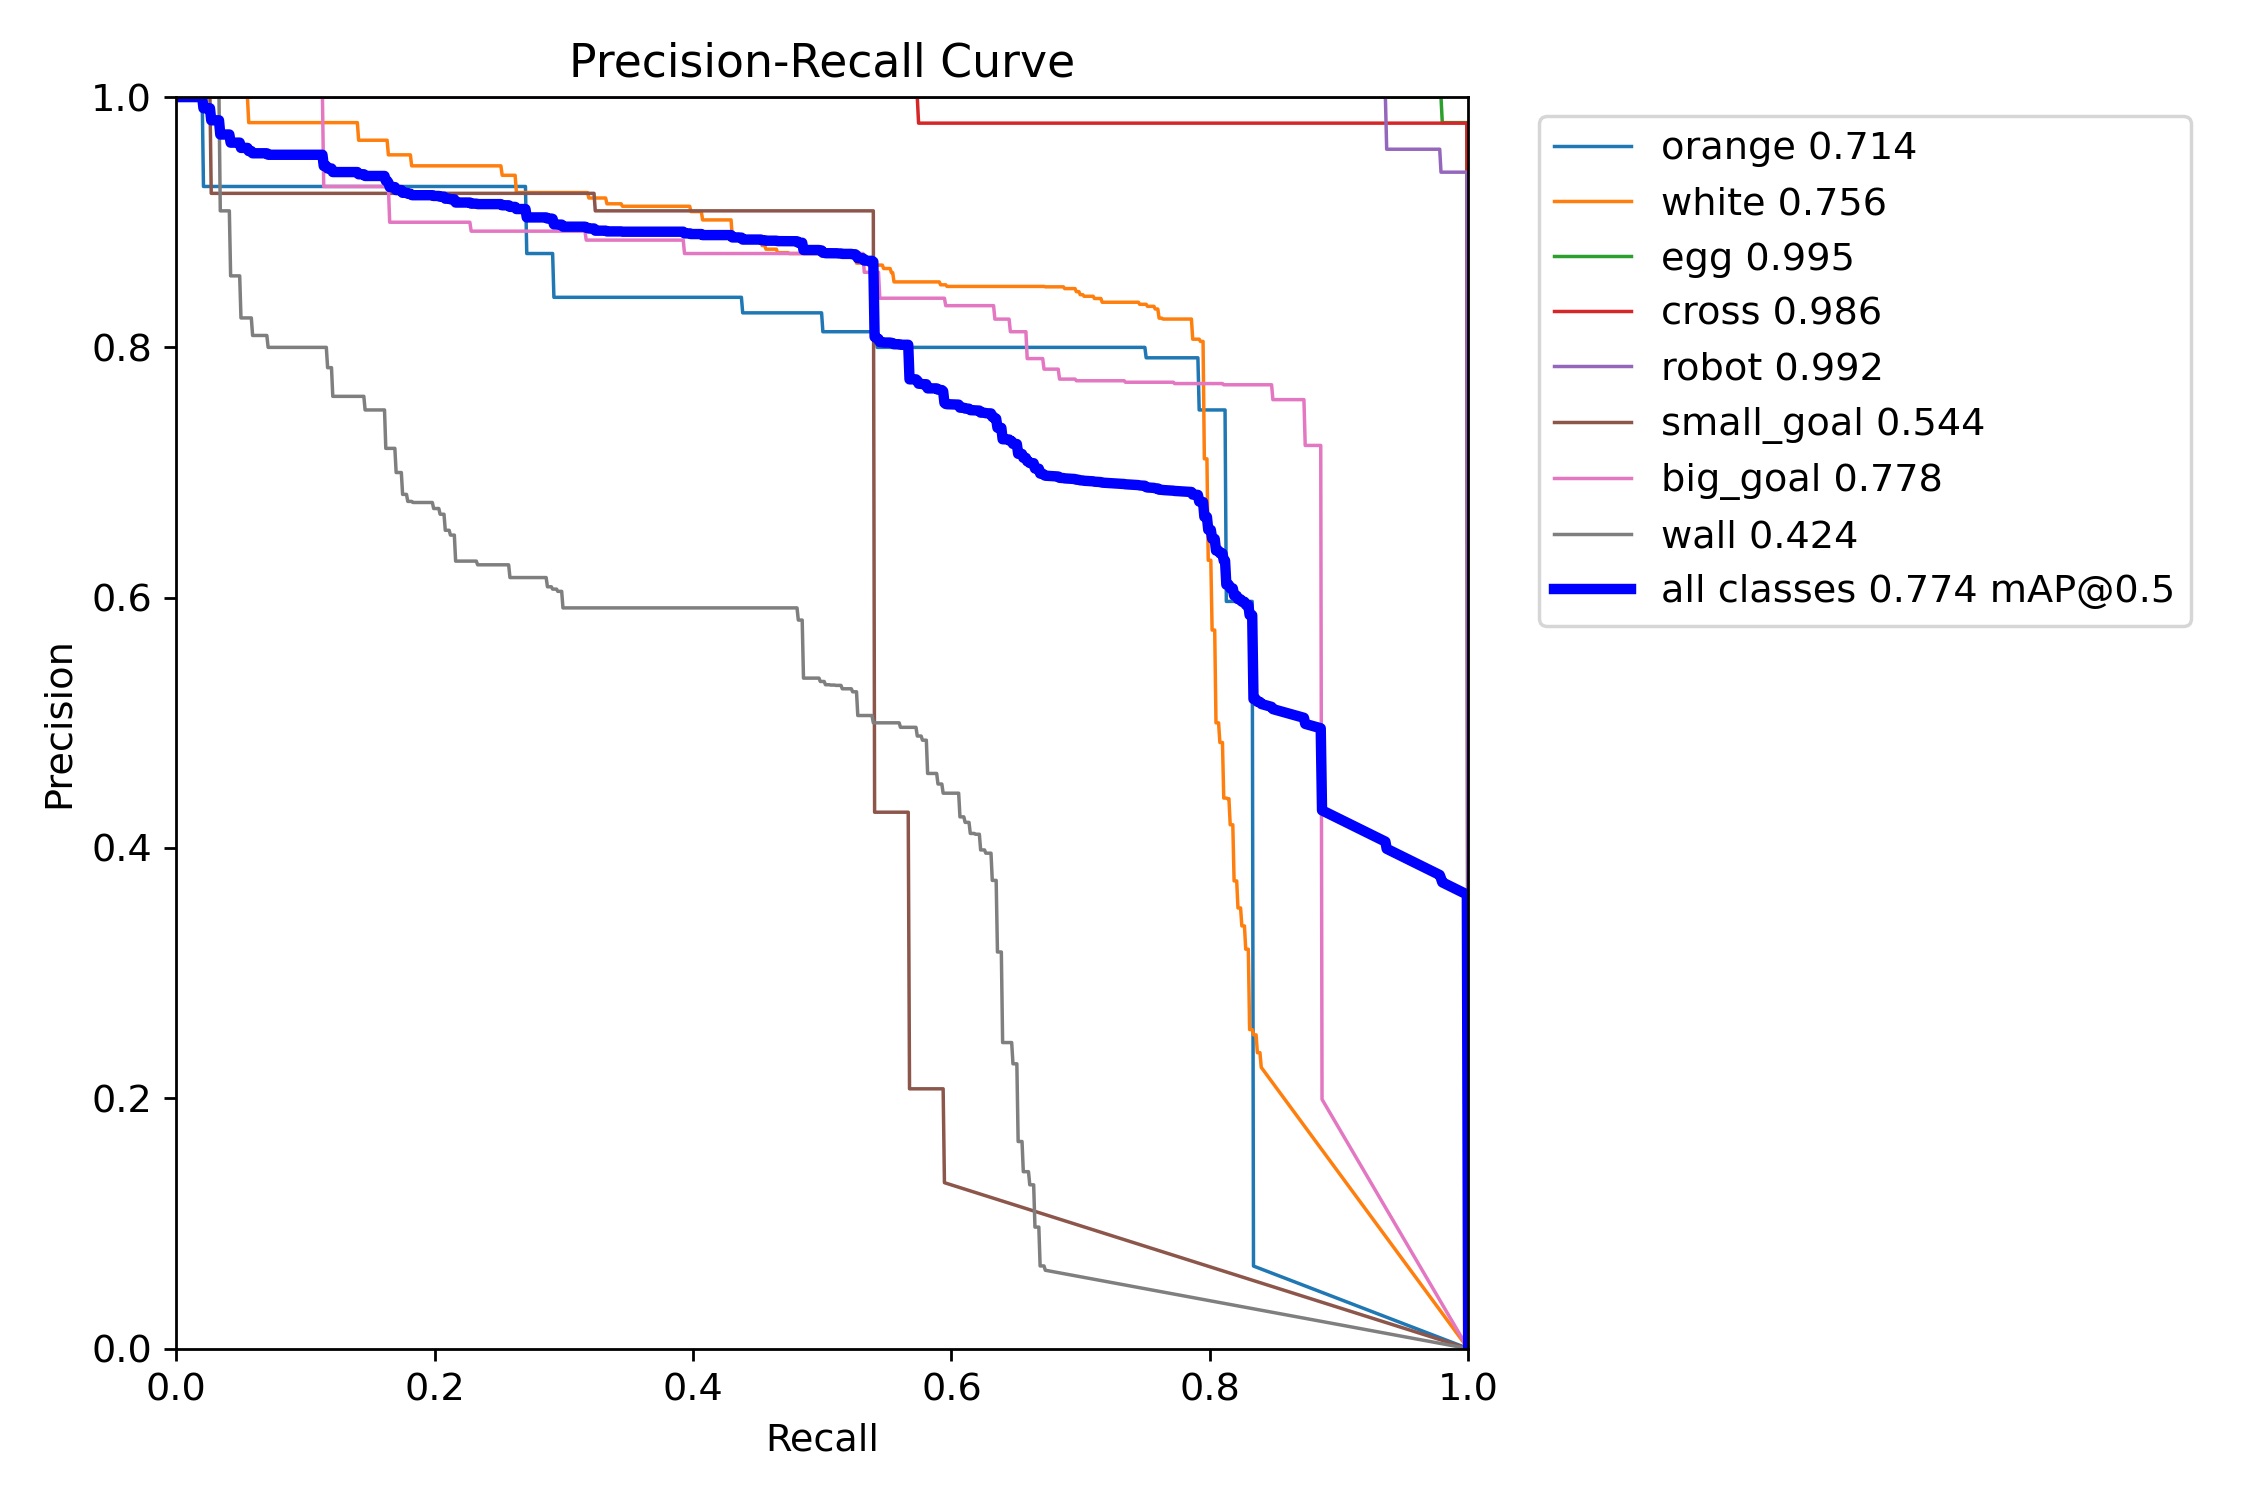 Precision-Recall Curve
1.0
0.8
0.6
0.4
0.2
0.0
Precision
0.0 0.2 0.4 0.6 0.8 1.0
Recall
orange 0.714
white 0.756
egg 0.995
cross 0.986
robot 0.992
small_goal 0.544
big_goal 0.778
wall 0.424
all classes 0.774 mAP@0.5